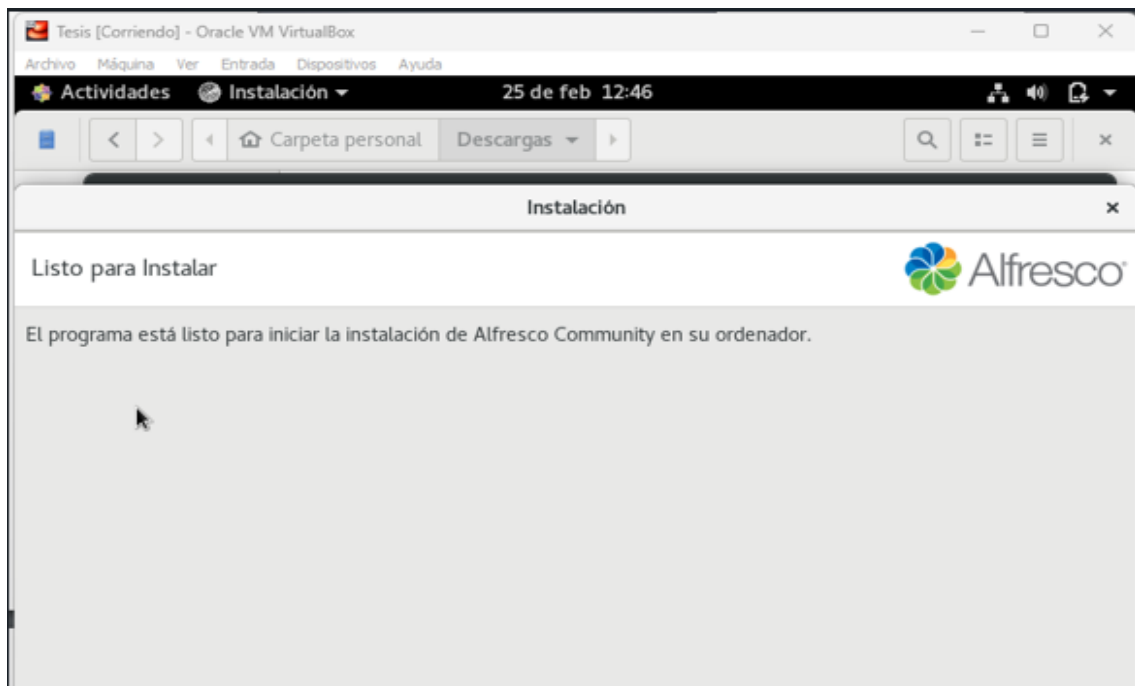 Tesis [Corriendo] - Oracle VM VirtualBox
Archivo Máquina Ver Entrada Dispositivos Ayuda
Actividades Instalación 25 de feb 12:46
Carpeta personal Descargas
Instalación
Listo para Instalar
Alfresco
El programa está listo para iniciar la instalación de Alfresco Community en su ordenador.